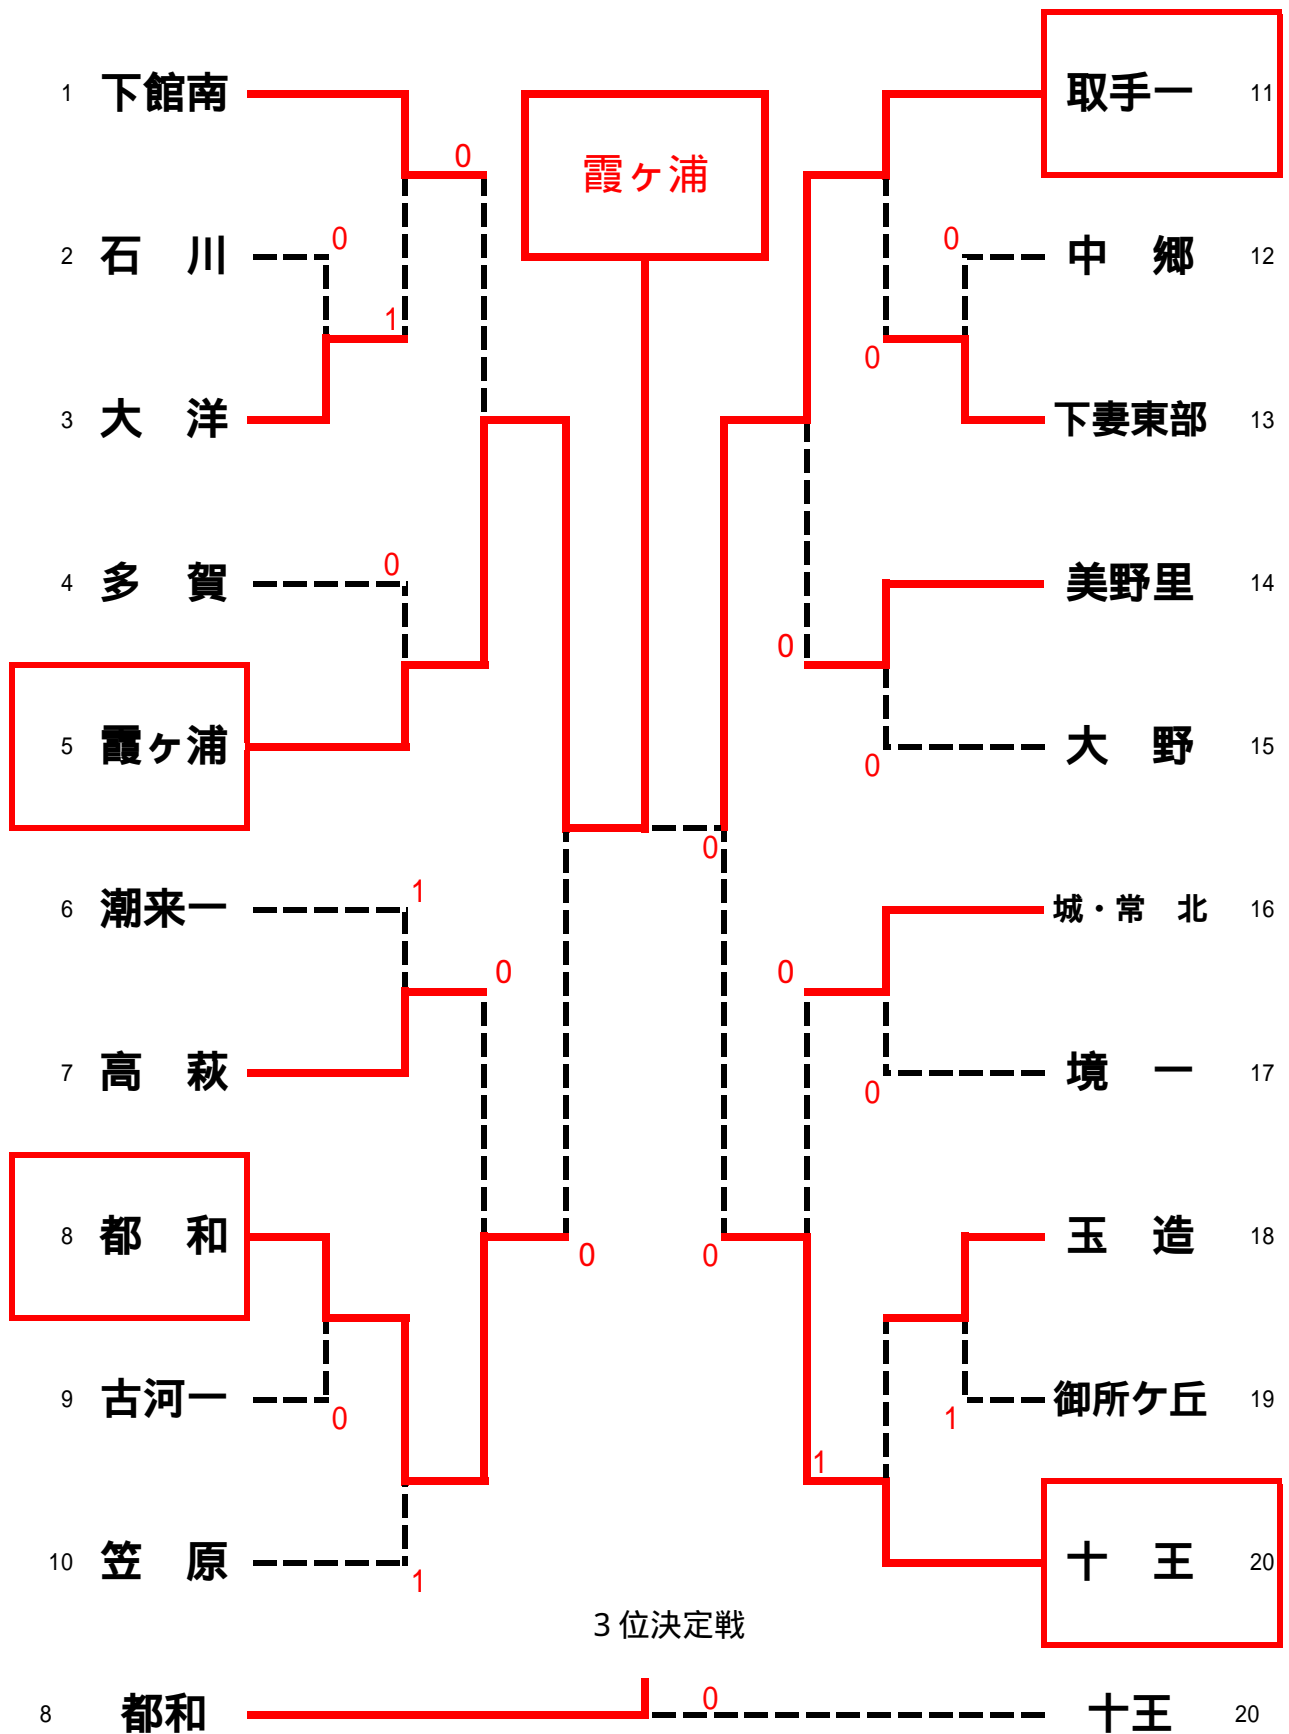 1 下館南
取手一 11
0
霞ヶ浦
2 石　川
0
0
中　郷 12
1
0
3 大　洋
下妻東部 13
4 多　賀
0
美野里 14
0
5 霞ヶ浦
大　野 15
0
0
6 潮来一
1
城・常　北 16
0
0
7 高　萩
境　一 17
0
8 都　和
玉　造 18
0
0
9 古河一
0
1
御所ケ丘 19
1
10 笠　原
1
十　王 20
3位決定戦
8 都和
0
十王 20